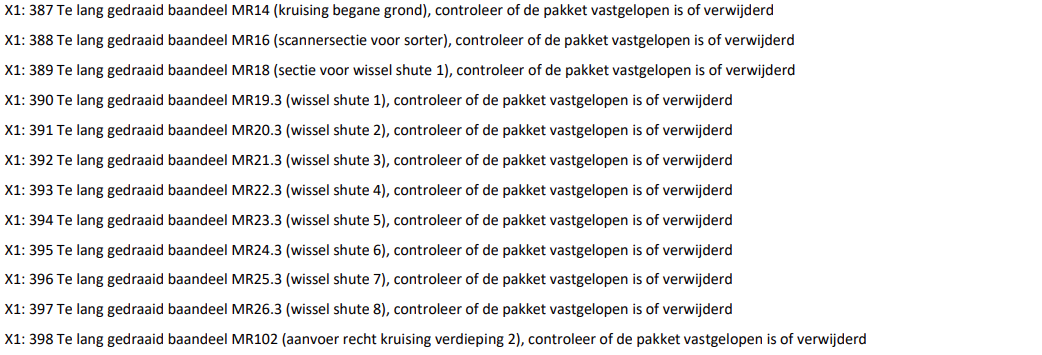 X1: 387 Te lang gedraaid baandeel MR14 (kruising begane grond), controleer of de pakket vastgelopen is of verwijderd
X1: 388 Te lang gedraaid baandeel MR16 (scannersectie voor sorter), controleer of de pakket vastgelopen is of verwijderd
X1: 389 Te lang gedraaid baandeel MR18 (sectie voor wissel shute 1), controleer of de pakket vastgelopen is of verwijderd
X1: 390 Te lang gedraaid baandeel MR19.3 (wissel shute 1), controleer of de pakket vastgelopen is of verwijderd
X1: 391 Te lang gedraaid baandeel MR20.3 (wissel shute 2), controleer of de pakket vastgelopen is of verwijderd
X1: 392 Te lang gedraaid baandeel MR21.3 (wissel shute 3), controleer of de pakket vastgelopen is of verwijderd
X1: 393 Te lang gedraaid baandeel MR22.3 (wissel shute 4), controleer of de pakket vastgelopen is of verwijderd
X1: 394 Te lang gedraaid baandeel MR23.3 (wissel shute 5), controleer of de pakket vastgelopen is of verwijderd
X1: 395 Te lang gedraaid baandeel MR24.3 (wissel shute 6), controleer of de pakket vastgelopen is of verwijderd
X1: 396 Te lang gedraaid baandeel MR25.3 (wissel shute 7), controleer of de pakket vastgelopen is of verwijderd
X1: 397 Te lang gedraaid baandeel MR26.3 (wissel shute 8), controleer of de pakket vastgelopen is of verwijderd
X1: 398 Te lang gedraaid baandeel MR102 (aanvoer recht kruising verdieping 2), controleer of de pakket vastgelopen is of verwijderd